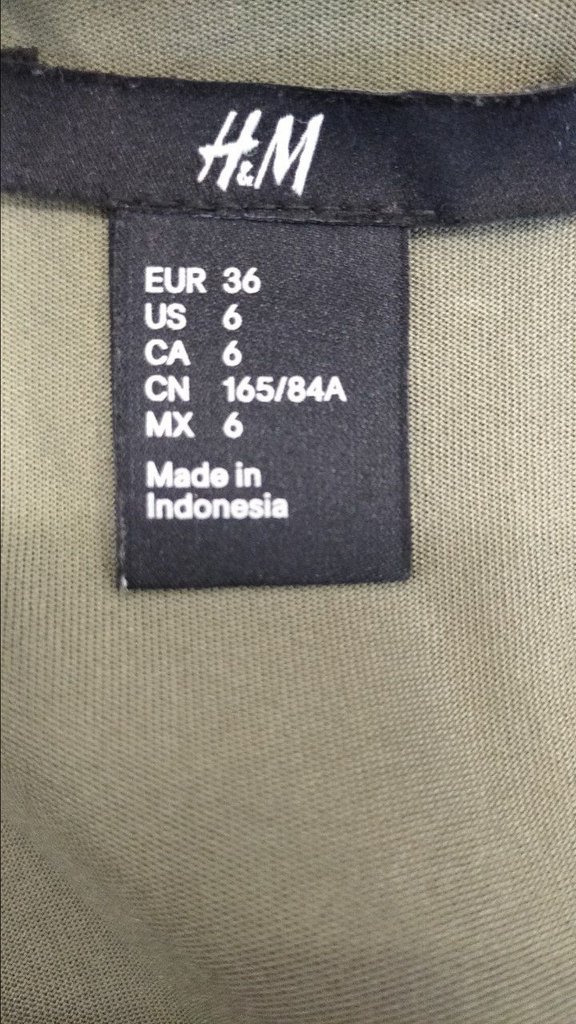 H&M
EUR 36
US 6
CA 6
CN 165/84A
MX 6
Made in
Indonesia